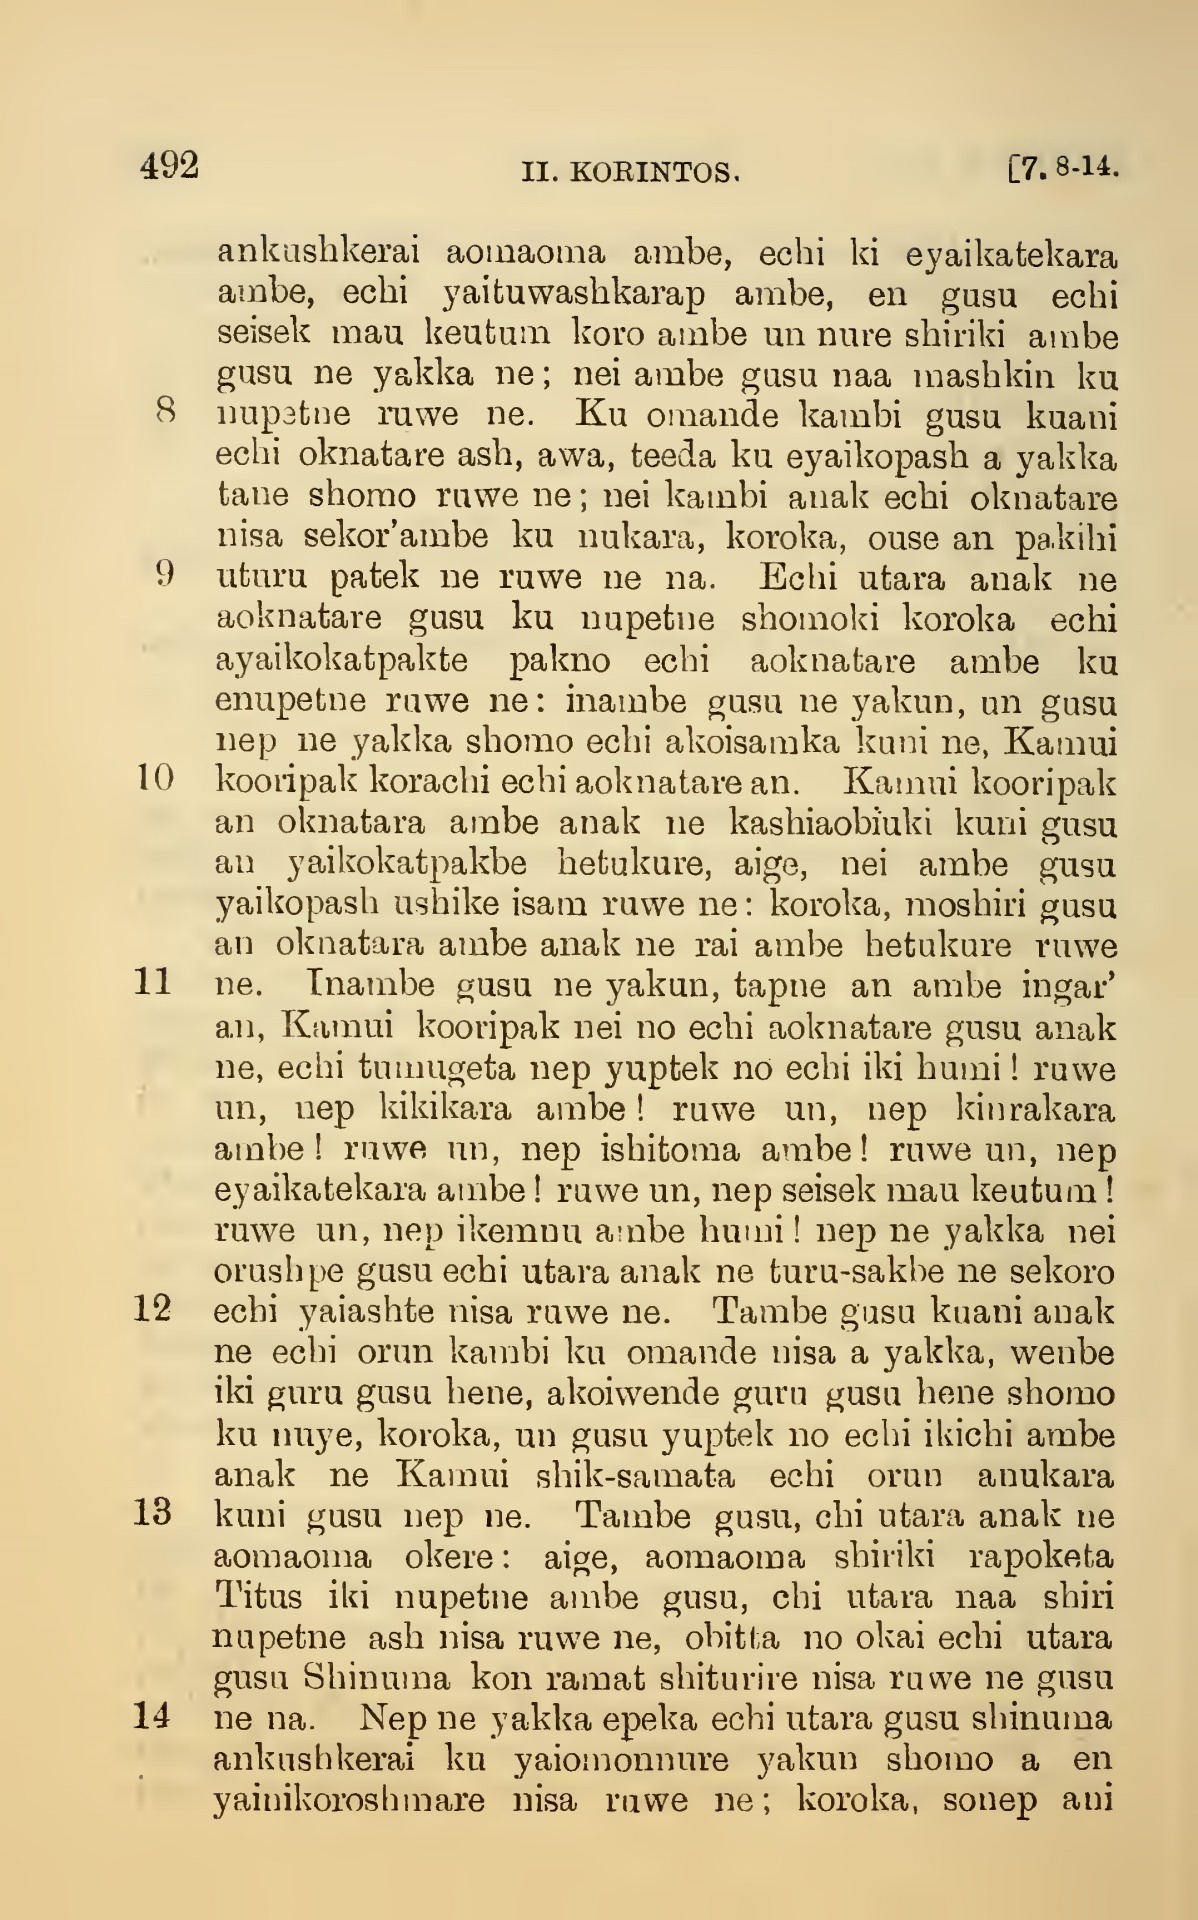 492 II. KORINTOS. [7. 8-14.
ankushkerai aomaoma ambe, echi ki eyaikatekara
ambe, echi yaituwashkarap ambe, en gusu echi
seisek mau keutum koro ambe un nure shiriki ambe
gusu ne yakka ne; nei ambe gusu naa mashkin ku
8 nupetne ruwe ne. Ku omande kambi gusu kuani
echi oknatare ash, awa, teeda ku eyaikopash a yakka
tane shomo ruwe ne; nei kambi anak echi oknatare
nisa sekor'ambe ku nukara, koroka, ouse an pakihi
9 uturu patek ne ruwe ne na. Echi utara anak ne
aoknatare gusu ku nupetne shomoki koroka echi
ayaikokatpakte pakno echi aoknatare ambe ku
enupetne ruwe ne: inambe gusu ne yakun, un gusu
nep ne yakka shomo echi akoisamka kuni ne, Kamui
10 kooripak korachi echi aoknatare an. Kamui kooripak
an oknatara ambe anak ne kashiaobiuki kuni gusu
an yaikokatpakbe hetukure, aige, nei ambe gusu
yaikopash ushike isam ruwe ne: koroka, moshiri gusu
an oknatara ambe anak ne rai ambe hetukure ruwe
11 ne. Inambe gusu ne yakun, tapne an ambe ingar'
an, Kamui kooripak nei no echi aoknatare gusu anak
ne, echi tumugeta nep yuptek no echi iki humi! ruwe
un, nep kikikara ambe! ruwe un, nep kinrakara
ambe! ruwe un, nep ishitoma ambe! ruwe un, nep
eyaikatekara ambe! ruwe un, nep seisek mau keutum!
ruwe un, nep ikemnu ambe humi! nep ne yakka nei
orushpe gusu echi utara anak ne turu-sakbe ne sekoro
12 echi yaiashte nisa ruwe ne. Tambe gusu kuani anak
ne echi orun kambi ku omande nisa a yakka, wenbe
iki guru gusu hene, akoiwende guru gusu hene shomo
ku nuye, koroka, un gusu yuptek no echi ikichi ambe
anak ne Kamui shik-samata echi orun anukara
13 kuni gusu nep ne. Tambe gusu, chi utara anak ne
aomaoma okere: aige, aomaoma shiriki rapoketa
Titus iki nupetne ambe gusu, chi utara naa shiri
nupetne ash nisa ruwe ne, obitta no okai echi utara
gusu Shinuma kon ramat shiturire nisa ruwe ne gusu
14 ne na. Nep ne yakka epeka echi utara gusu shinuma
ankushkerai ku yaiomonnure yakun shomo a en
yainikoroshmare nisa ruwe ne; koroka, sonep ani